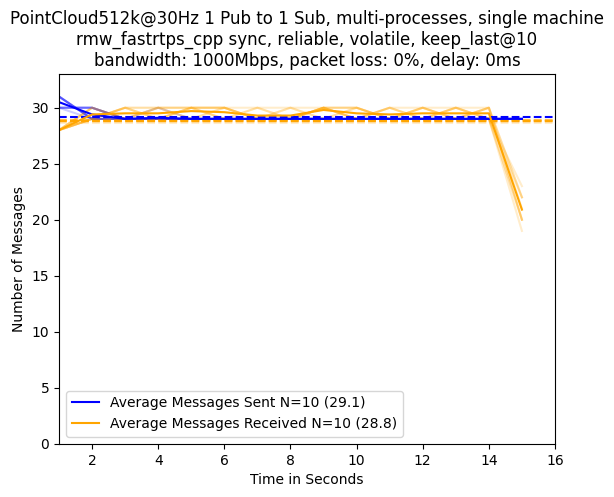 PointCloud512k@30Hz 1 Pub to 1 Sub, multi-processes, single machine
rmw_fastrtps_cpp sync, reliable, volatile, keep_last@10
bandwidth: 1000Mbps, packet loss: 0%, delay: 0ms
Number of Messages
30
25
20
15
10
5
0
Average Messages Sent N=10 (29.1)
Average Messages Received N=10 (28.8)
2 4 6 8 10 12 14 16
Time in Seconds